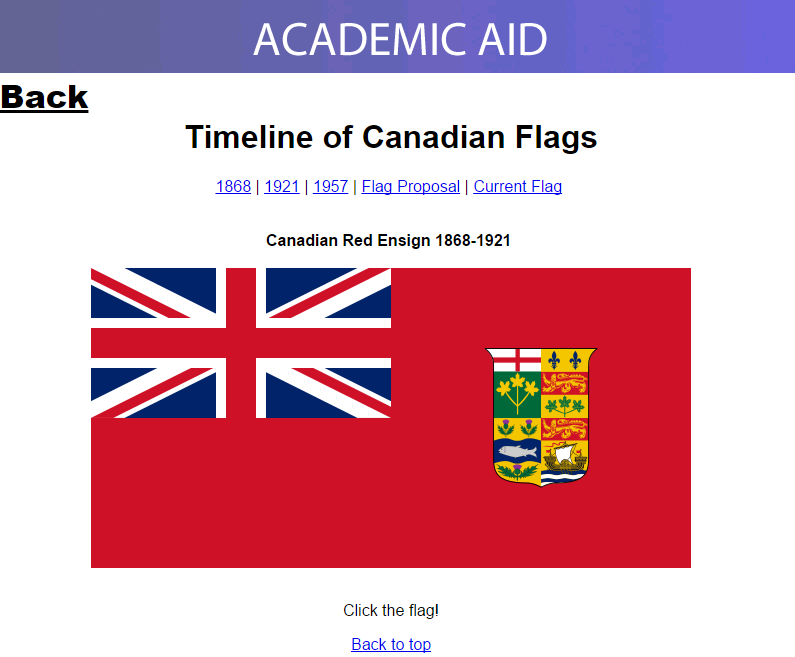 ACADEMIC AID
Back
Timeline of Canadian Flags
1868 | 1921 | 1957 | Flag Proposal | Current Flag
Canadian Red Ensign 1868-1921
Click the flag!
Back to top